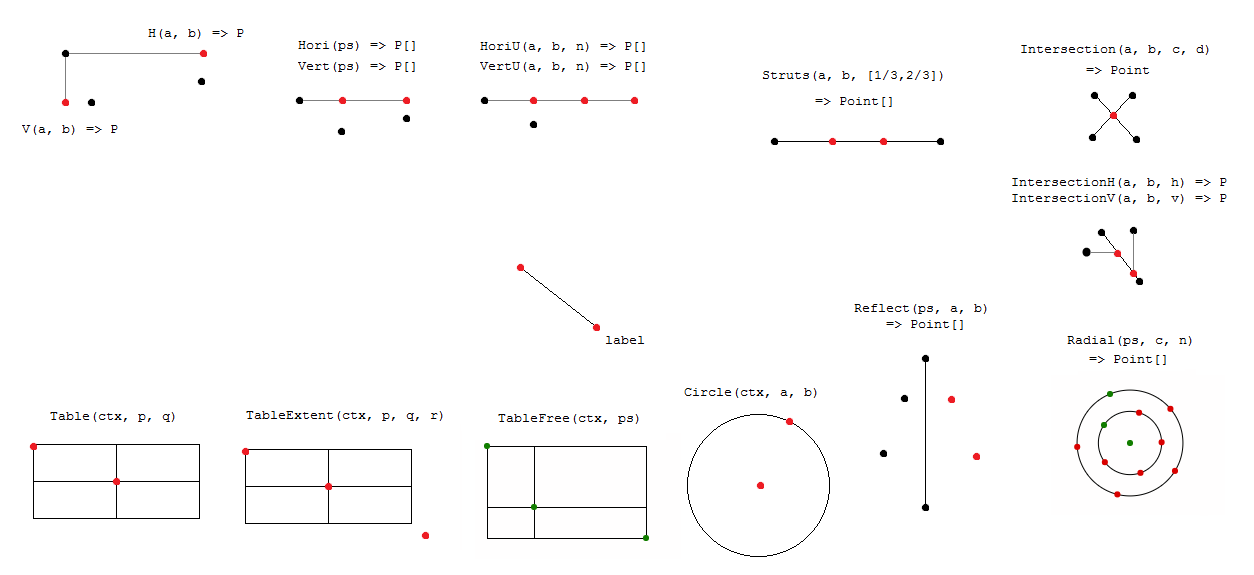 H(a, b) => P
V(a, b) => P
Hori(ps) => P[]
Vert(ps) => P[]
HoriU(a, b, n) => P[]
VertU(a, b, n) => P[]
Struts(a, b, [1/3,2/3])
=> Point[]
Intersection(a, b, c, d)
=> Point
IntersectionH(a, b, h) => P
IntersectionV(a, b, v) => P
label
Reflect(ps, a, b)
=> Point[]
Radial(ps, c, n)
=> Point[]
Table(ctx, p, q)
TableExtent(ctx, p, q, r)
TableFree(ctx, ps)
Circle(ctx, a, b)